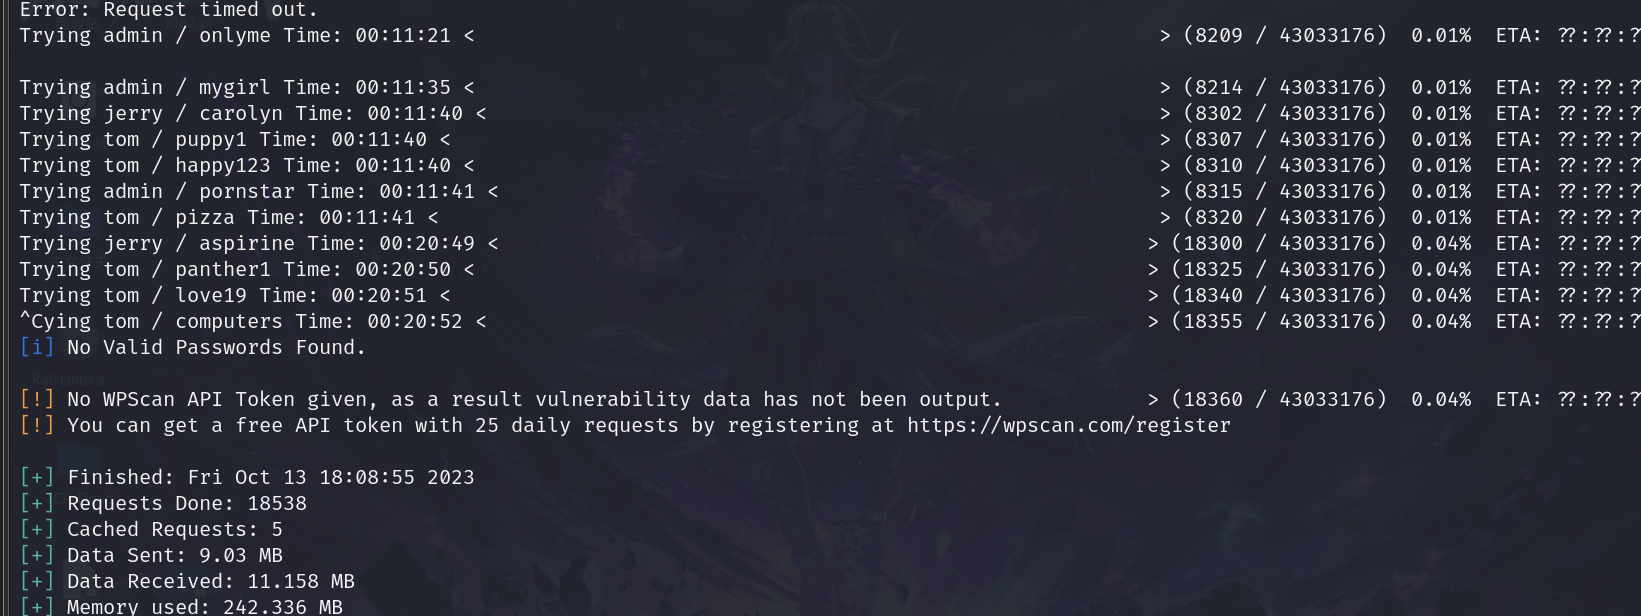 Error: Request timed out.
Trying admin / onlyme Time: 00:11:21 < > (8209 / 43033176) 0.01% ETA: ??:??:?
Trying admin / mygirl Time: 00:11:35 < > (8214 / 43033176) 0.01% ETA: ??:??:?
Trying jerry / carolyn Time: 00:11:40 < > (8302 / 43033176) 0.01% ETA: ??:??:?
Trying tom / puppy1 Time: 00:11:40 < > (8307 / 43033176) 0.01% ETA: ??:??:?
Trying tom / happy123 Time: 00:11:40 < > (8310 / 43033176) 0.01% ETA: ??:??:?
Trying admin / pornstar Time: 00:11:41 < > (8315 / 43033176) 0.01% ETA: ??:??:?
Trying tom / pizza Time: 00:11:41 < > (8320 / 43033176) 0.01% ETA: ??:??:?
Trying jerry / aspirine Time: 00:20:49 < > (18300 / 43033176) 0.04% ETA: ??:??:?
Trying tom / panther1 Time: 00:20:50 < > (18325 / 43033176) 0.04% ETA: ??:??:?
Trying tom / love19 Time: 00:20:51 < > (18340 / 43033176) 0.04% ETA: ??:??:?
^Cying tom / computers Time: 00:20:52 < > (18355 / 43033176) 0.04% ETA: ??:??:?
[i] No Valid Passwords Found.
Kali Linux a...
[!] No WPScan API Token given, as a result vulnerability data has not been output. > (18360 / 43033176) 0.04% ETA: ??:??:?
[!] You can get a free API token with 25 daily requests by registering at https://wpscan.com/register
[+] Finished: Fri Oct 13 18:08:55 2023
[+] Requests Done: 18538
[+] Cached Requests: 5
[+] Data Sent: 9.03 MB
[+] Data Received: 11.158 MB
[+] Memory used: 242.336 MB